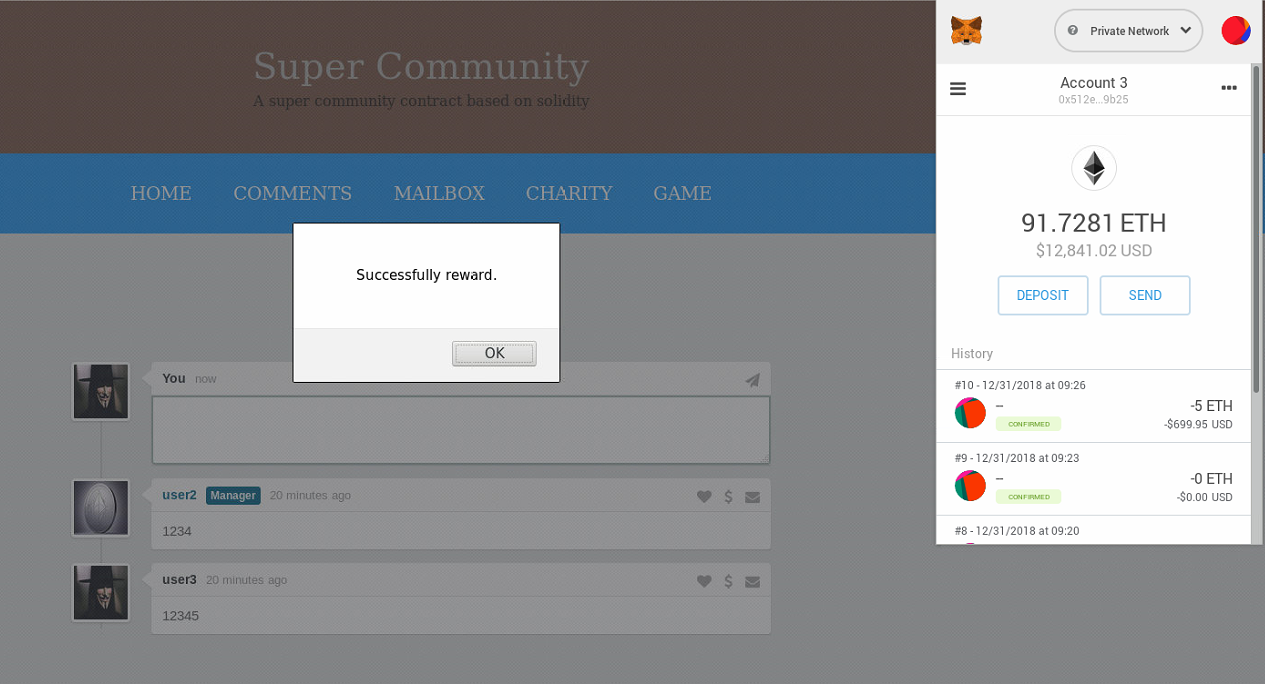 Super Community
A super community contract based on solidity
HOME COMMENTS MAILBOX CHARITY GAME
Successfully reward.
OK
You now
user2 Manager 20 minutes ago
$
1234
user3 20 minutes ago
$
12345
? Private Network
Account 3
0x512e...9b25
91.7281 ETH
$12,841.02 USD
DEPOSIT SEND
History
#10 - 12/31/2018 at 09:26
-- -5 ETH
CONFIRMED -$699.95 USD
#9 - 12/31/2018 at 09:23
-- -0 ETH
CONFIRMED -$0.00 USD
#8 - 12/31/2018 at 09:20